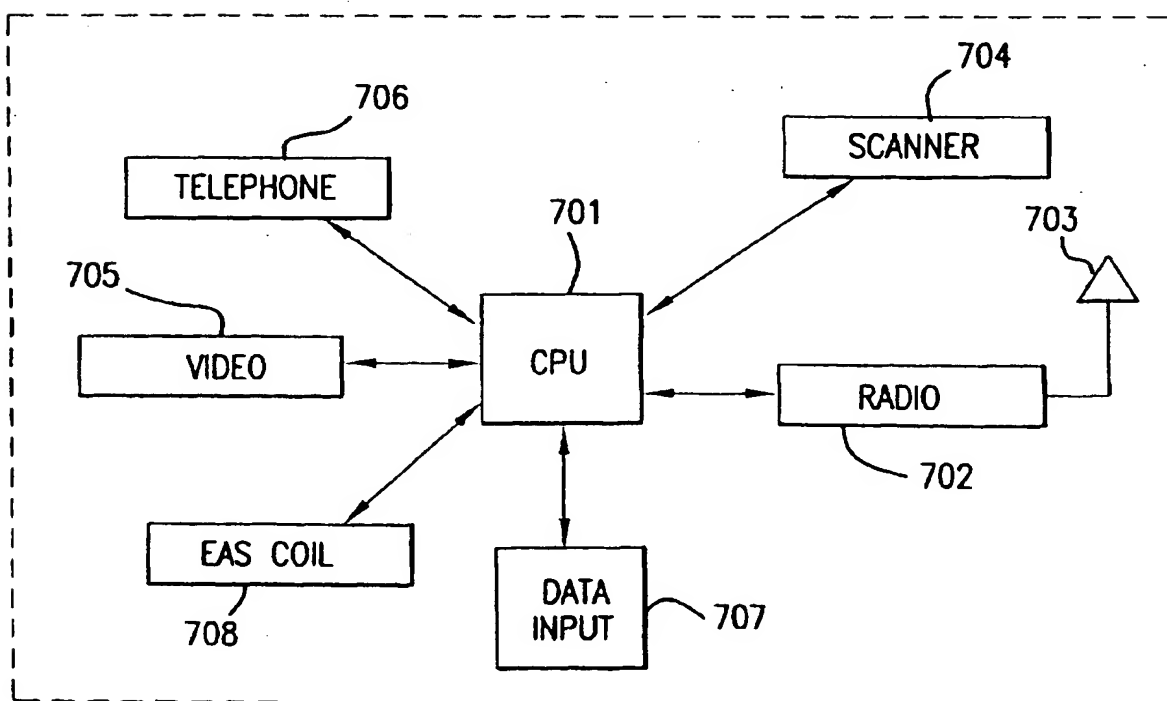 704
706
SCANNER
TELEPHONE
701
703
705
CPU
VIDEO
RADIO
702
EAS COIL
708
DATA
INPUT
707